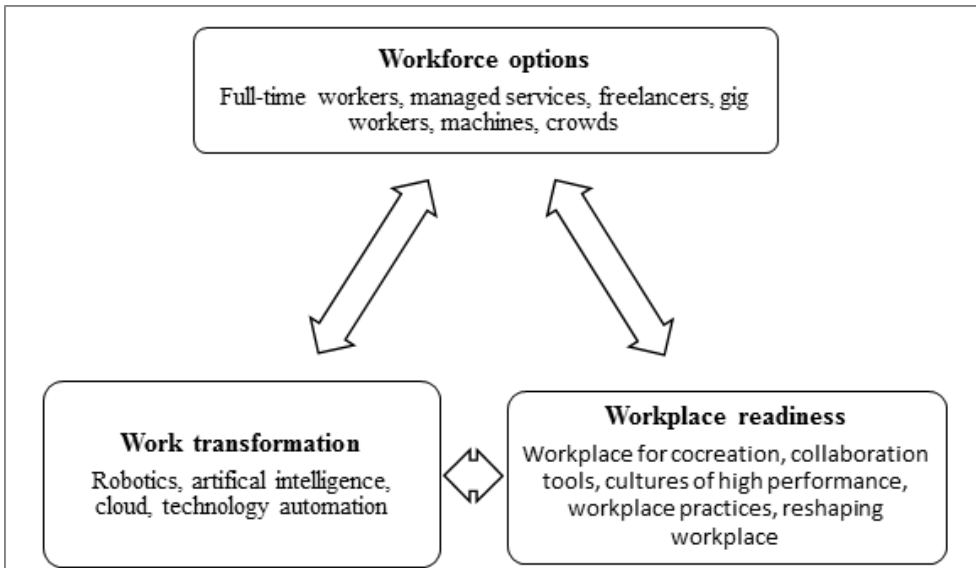 Workforce options
Full-time workers, managed services, freelancers, gig
workers, machines, crowds
Work transformation
Robotics, artifical intelligence,
cloud, technology automation
Workplace readiness
Workplace for cocreation, collaboration
tools, cultures of high performance,
workplace practices, reshaping
workplace